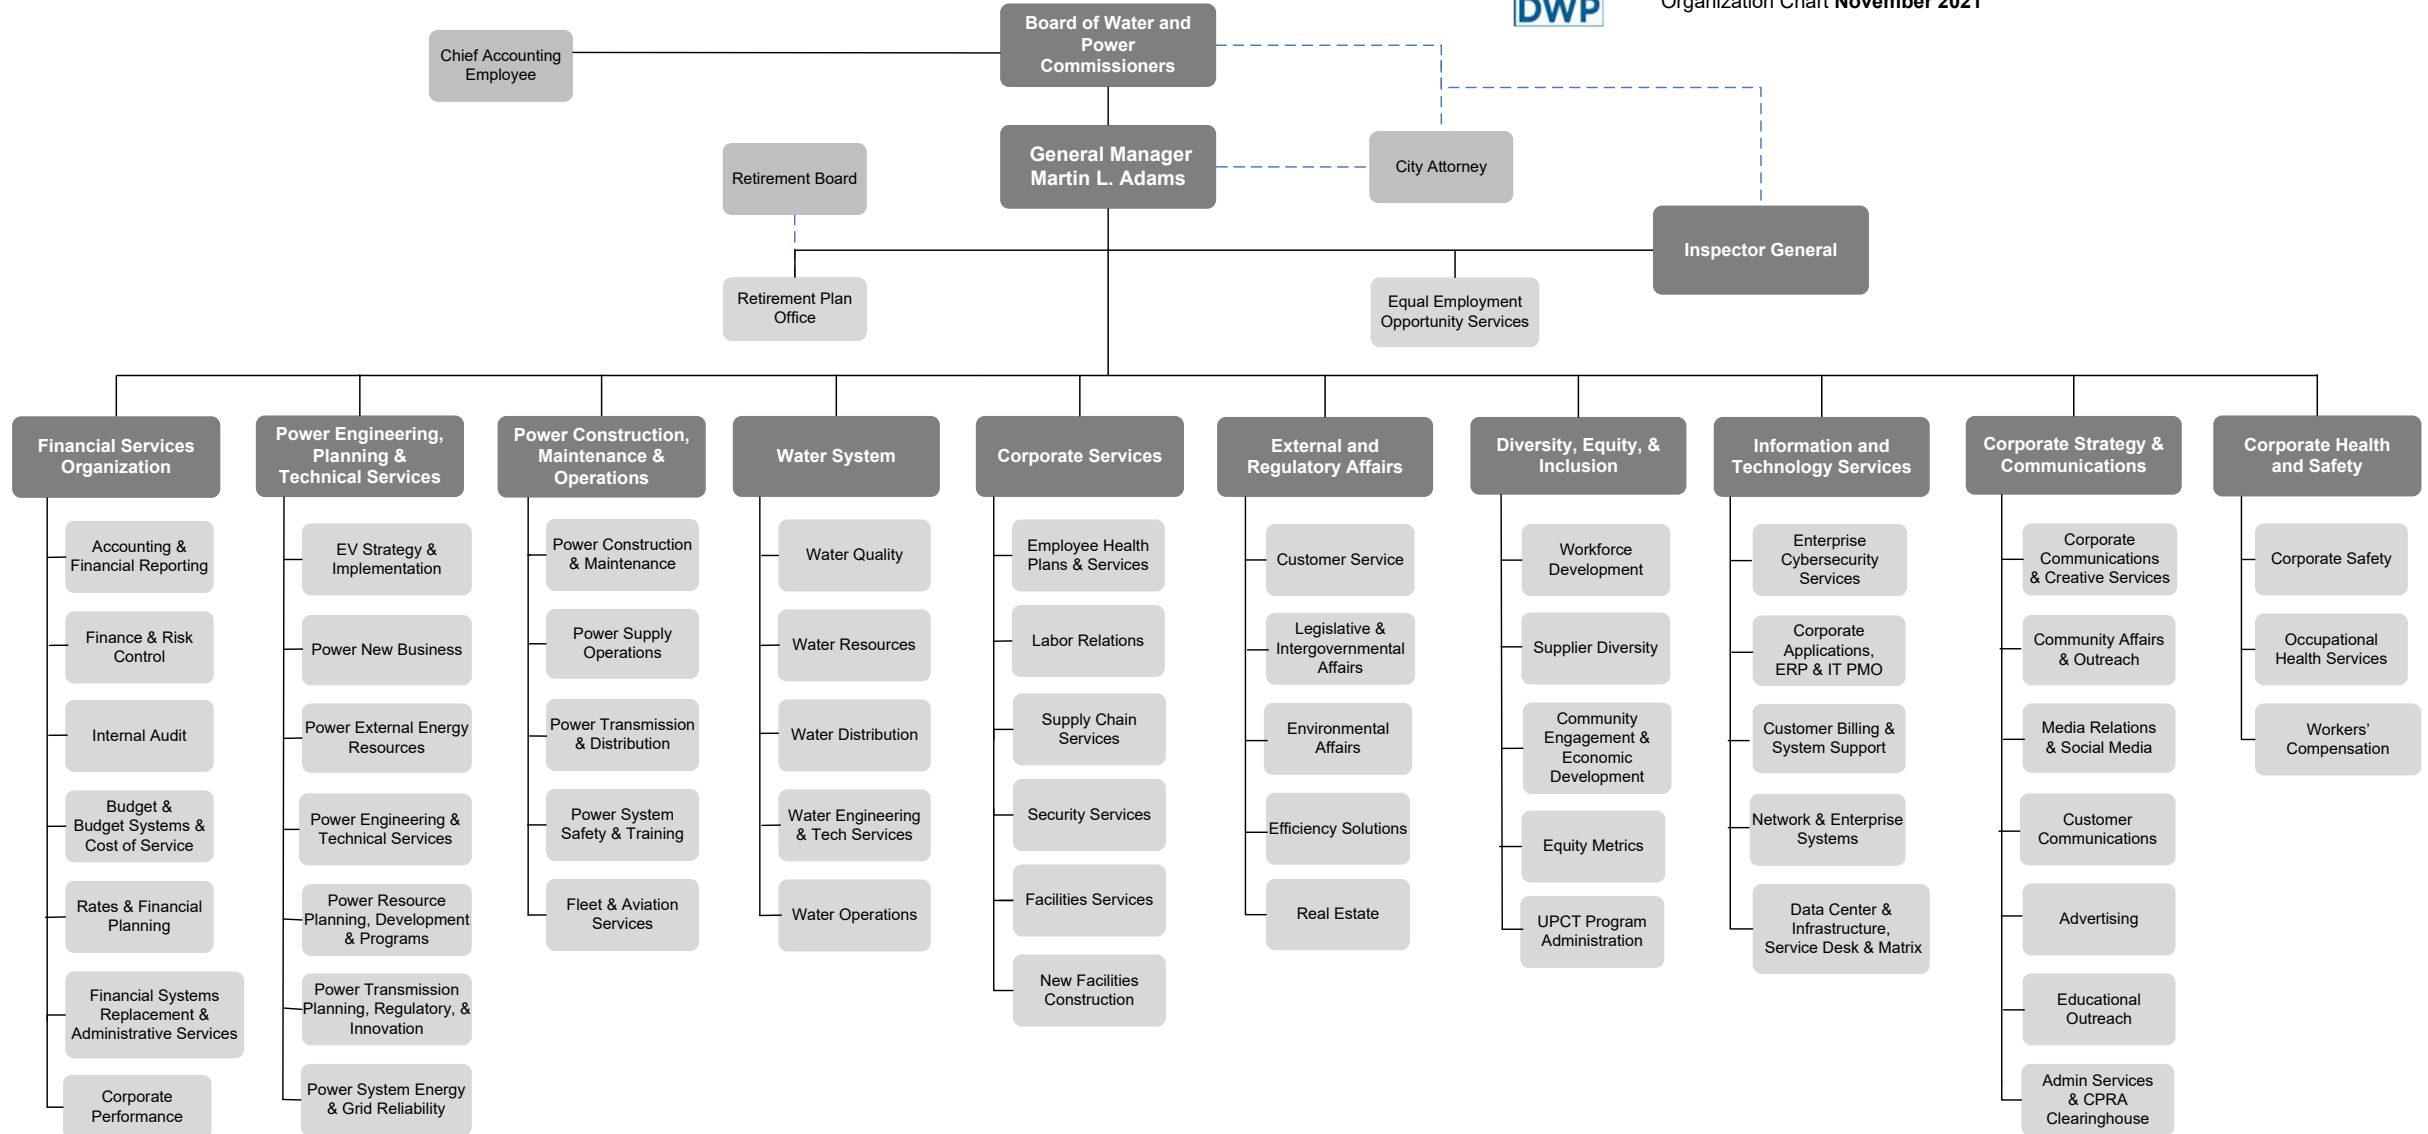 DWP
Organization Chart November 2021
Board of Water and
Power
Commissioners
Chief Accounting
Employee
General Manager
Martin L. Adams
City Attorney
Retirement Board
Inspector General
Retirement Plan
Office
Equal Employment
Opportunity Services
Financial Services
Organization
Accounting &
Financial Reporting
Finance & Risk
Control
Internal Audit
Budget &
Budget Systems &
Cost of Service
Rates & Financial
Planning
Financial Systems
Replacement &
Administrative Services
Corporate
Performance
Power Engineering,
Planning &
Technical Services
EV Strategy &
Implementation
Power New Business
Power External Energy
Resources
Power Engineering &
Technical Services
Power Resource
Planning, Development
& Programs
Power Transmission
Planning, Regulatory, &
Innovation
Power System Energy
& Grid Reliability
Power Construction,
Maintenance &
Operations
Power Construction
& Maintenance
Power Supply
Operations
Power Transmission
& Distribution
Power System
Safety & Training
Fleet & Aviation
Services
Water System
Water Quality
Water Resources
Water Distribution
Water Engineering
& Tech Services
Water Operations
Corporate Services
Employee Health
Plans & Services
Labor Relations
Supply Chain
Services
Security Services
Facilities Services
New Facilities
Construction
External and
Regulatory Affairs
Customer Service
Legislative &
Intergovernmental
Affairs
Environmental
Affairs
Efficiency Solutions
Real Estate
Diversity, Equity, &
Inclusion
Workforce
Development
Supplier Diversity
Community
Engagement &
Economic
Development
Equity Metrics
UPCT Program
Administration
Information and
Technology Services
Enterprise
Cybersecurity
Services
Corporate
Applications,
ERP & IT PMO
Customer Billing &
System Support
Network & Enterprise
Systems
Data Center &
Infrastructure,
Service Desk & Matrix
Corporate Strategy &
Communications
Corporate
Communications
& Creative Services
Community Affairs
& Outreach
Media Relations
& Social Media
Customer
Communications
Advertising
Educational
Outreach
Admin Services
& CPRA
Clearinghouse
Corporate Health
and Safety
Corporate Safety
Occupational
Health Services
Workers’
Compensation